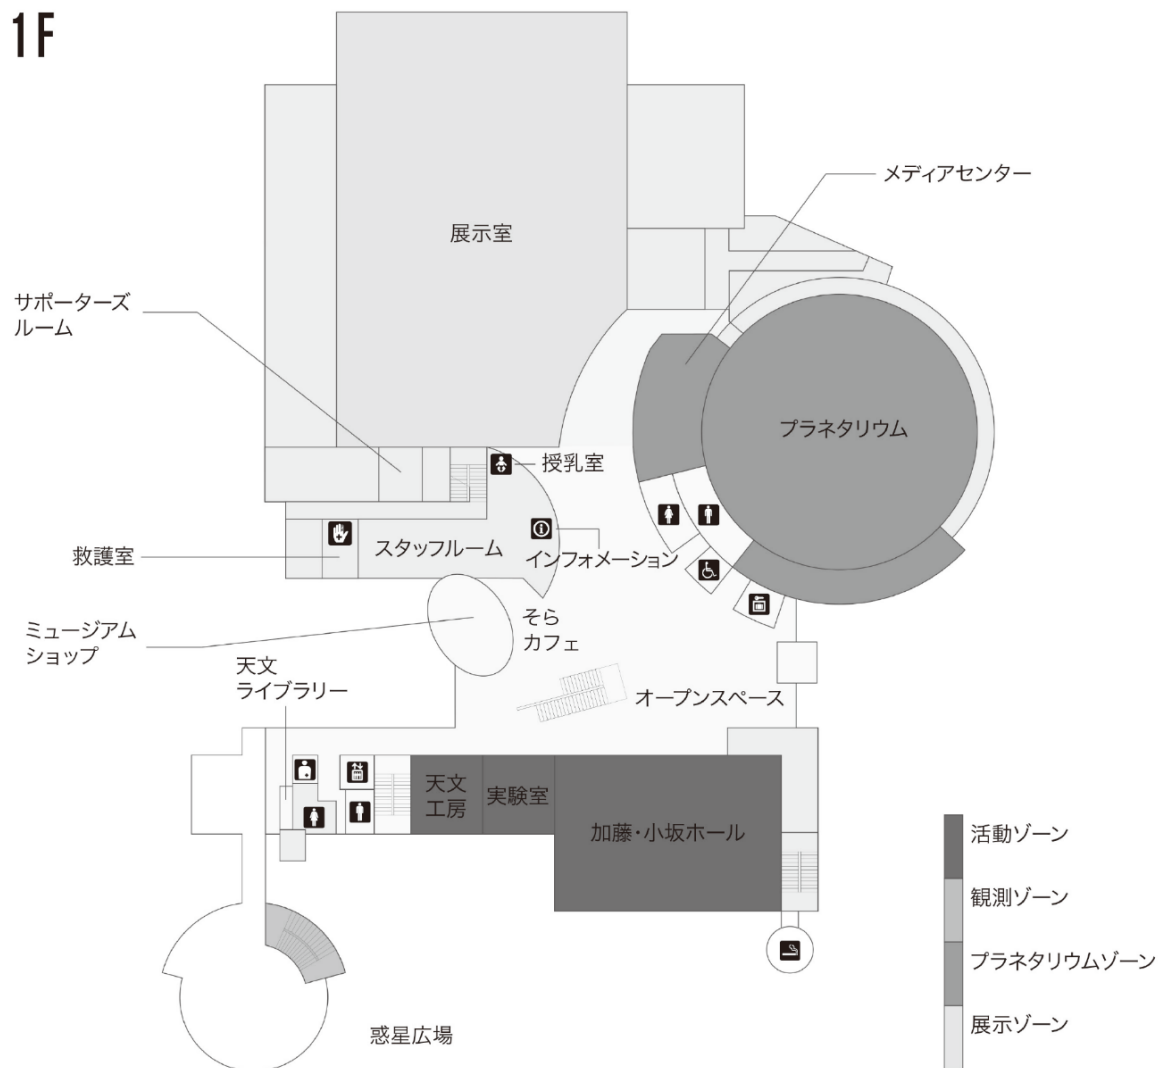 1F
メディアセンター
展示室
サポーターズ
ルーム
プラネタリウム
授乳室
スタッフルーム
インフォメーション
救護室
ミュージアム
ショップ
そら
カフェ
天文
ライブラリー
オープンスペース
天文
工房
実験室
加藤・小坂ホール
活動ゾーン
観測ゾーン
プラネタリウムゾーン
展示ゾーン
惑星広場